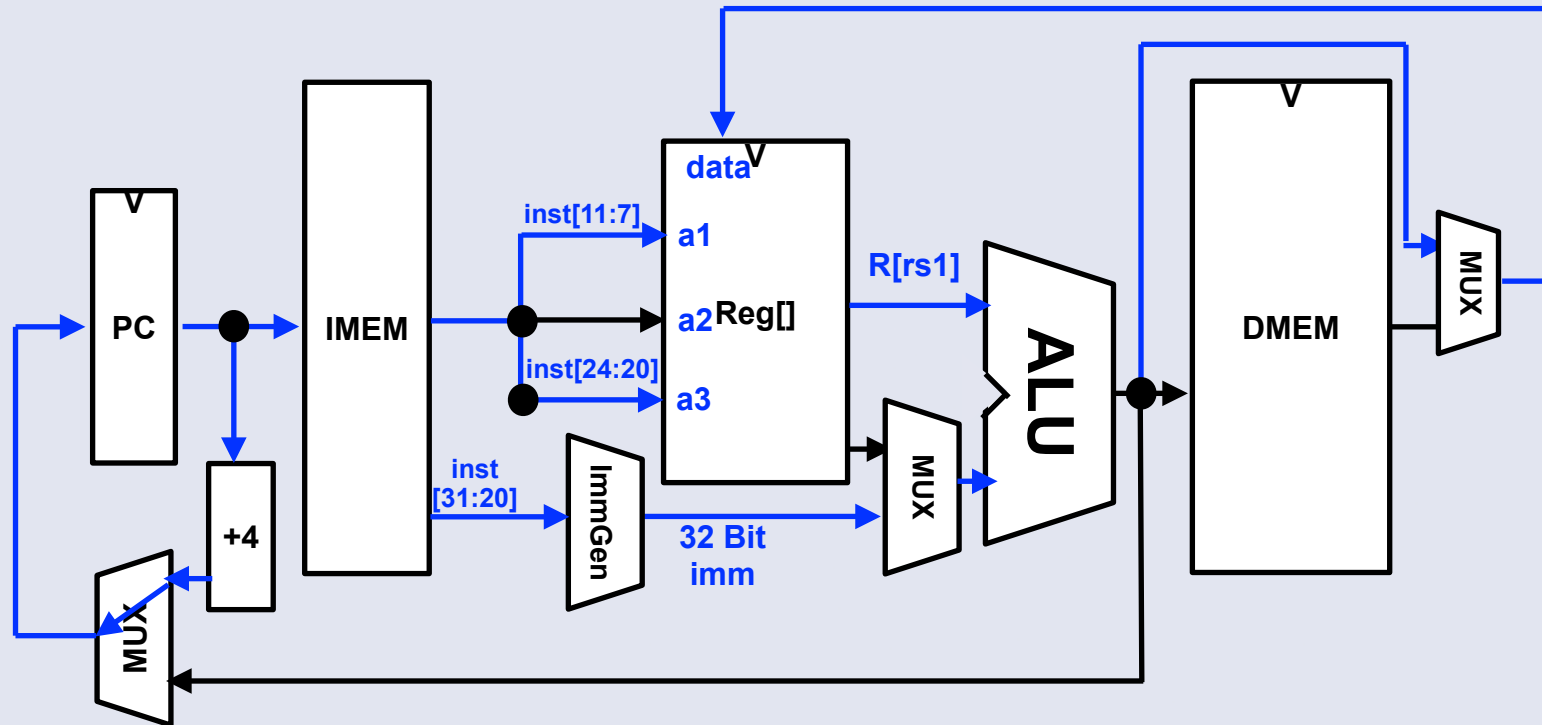 V
V
data
V
inst[11:7]
a1
V
R[rs1]
MUX
PC
IMEM
a2
Reg[]
DMEM
ALU
inst[24:20]
a3
inst
[31:20]
ImmGen
MUX
+4
32 Bit
imm
MUX